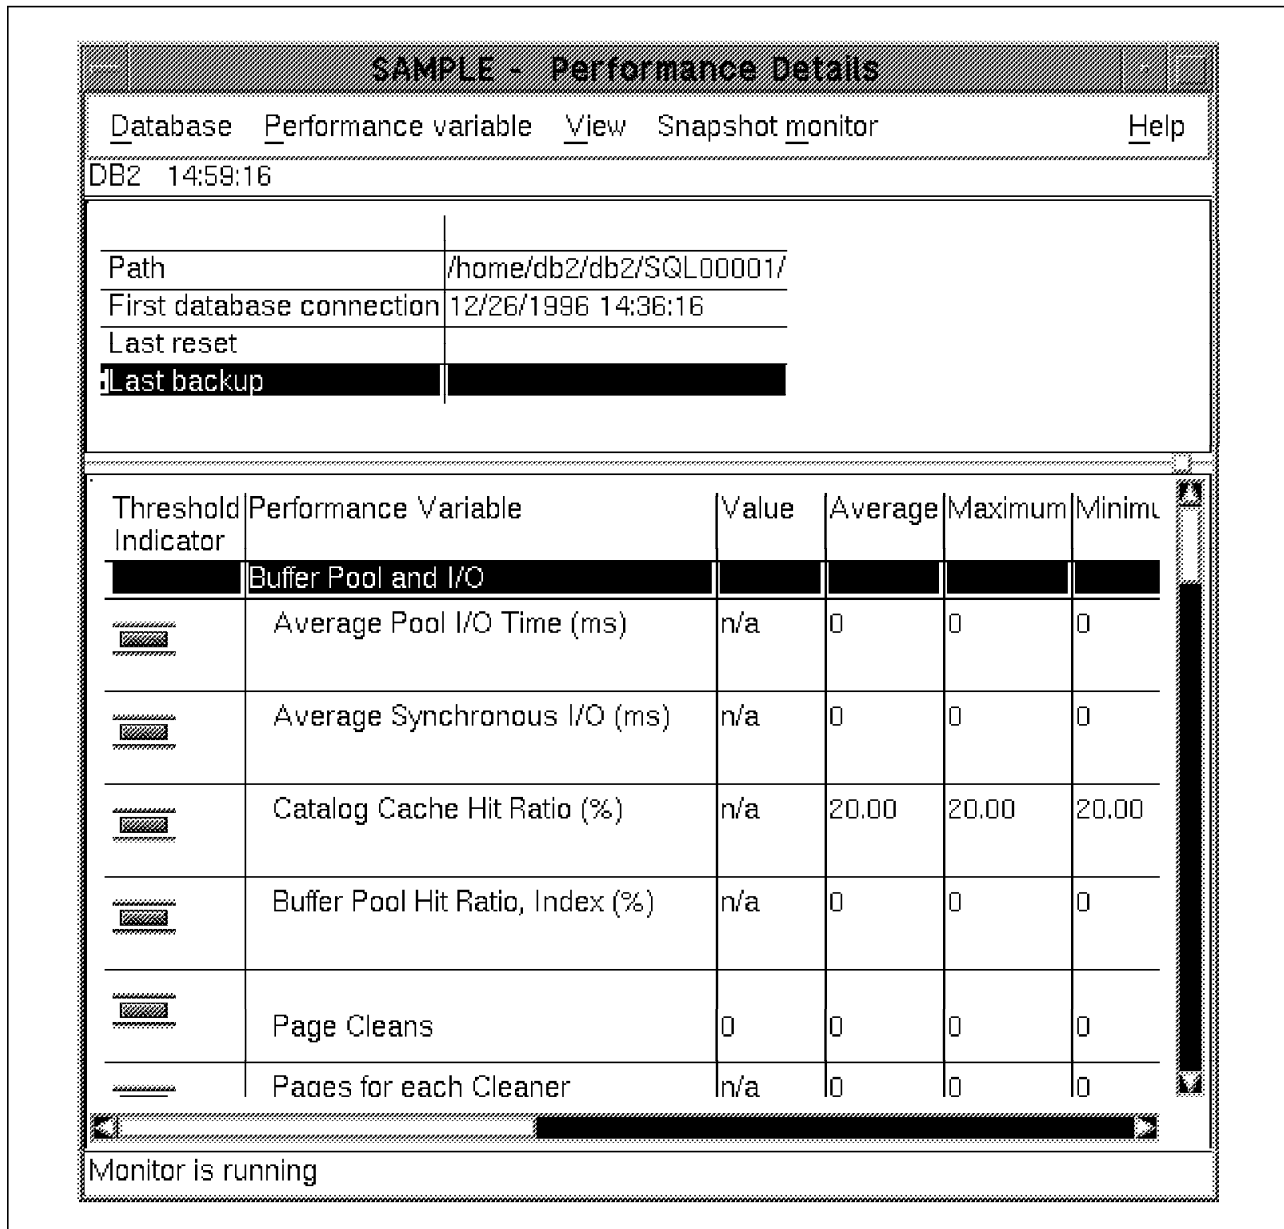 SAMPLE - Performance Details
Database Performance variable View Snapshot monitor Help
DB2 14:59:16
Path /home/db2/db2/SQL00001/
First database connection 12/26/1996 14:36:16
Last reset
Last backup
Threshold Performance Variable Value Average Maximum Minimu
Indicator
Buffer Pool and I/O
Average Pool I/O Time (ms) n/a 0 0 0
Average Synchronous I/O (ms) n/a 0 0 0
Catalog Cache Hit Ratio (%) n/a 20.00 20.00 20.00
Buffer Pool Hit Ratio, Index (%) n/a 0 0 0
Page Cleans 0 0 0 0
Pages for each Cleaner n/a 0 0 0
Monitor is running